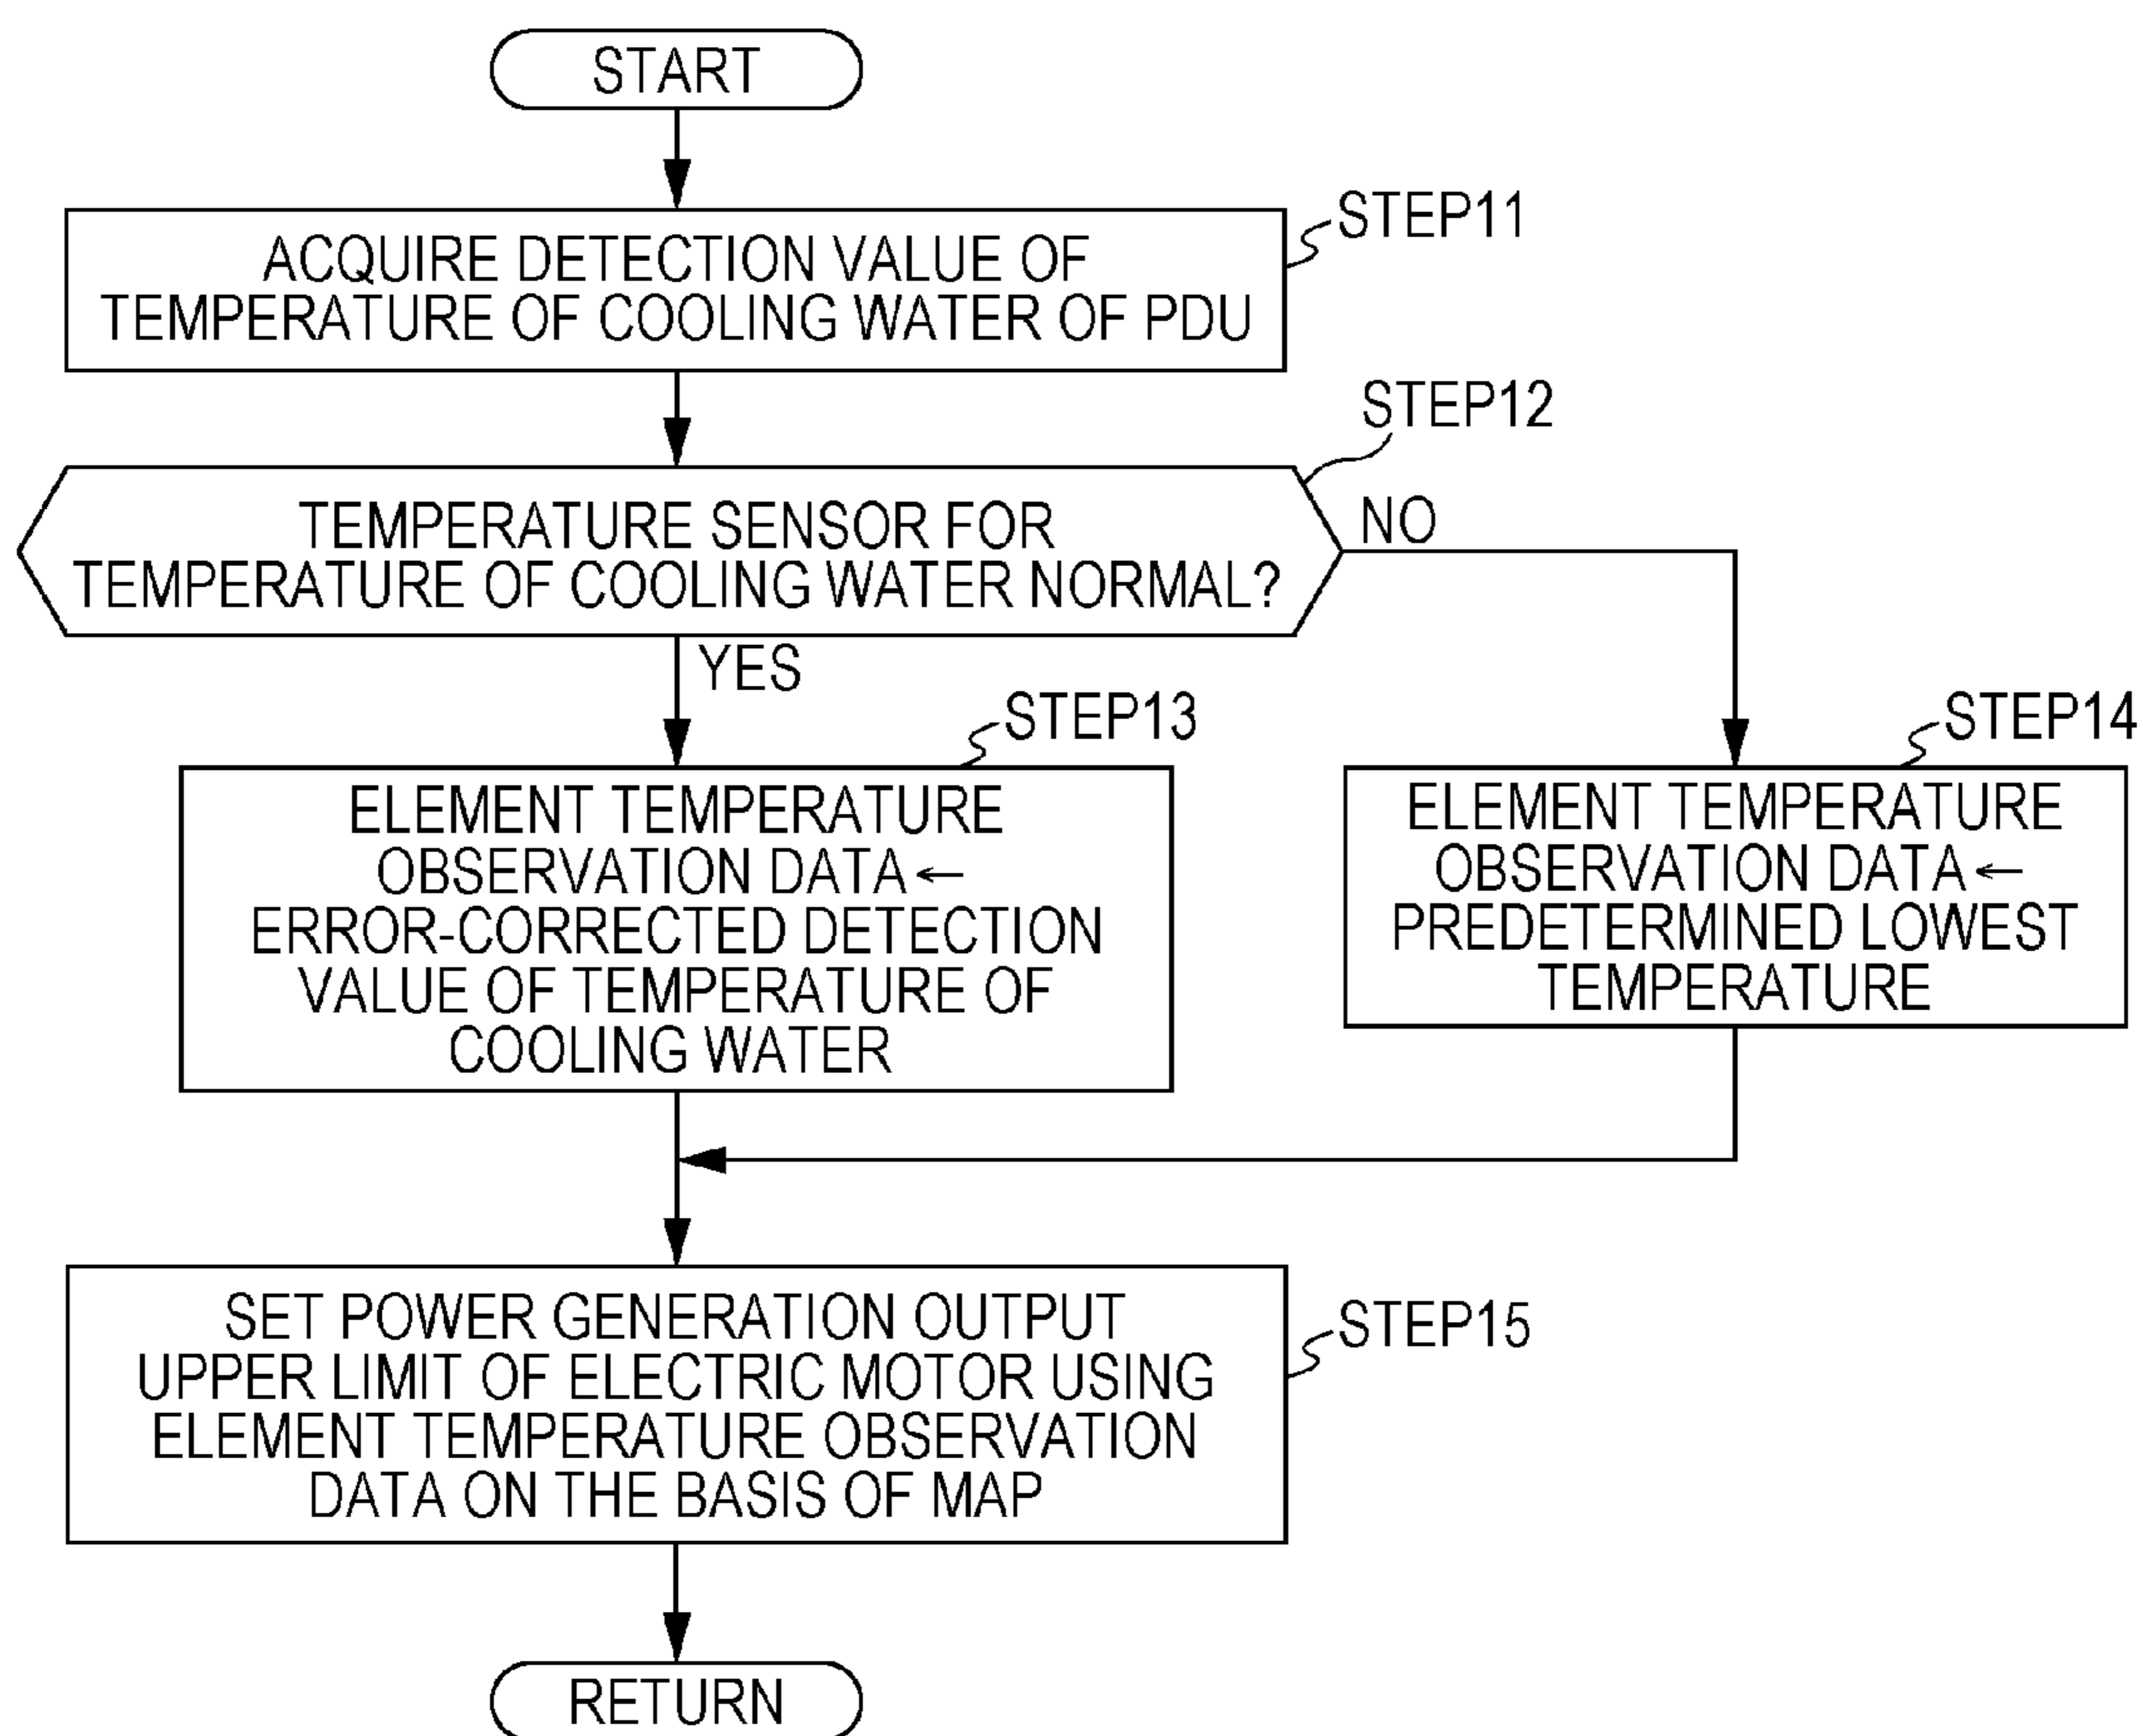 START
STEP11
ACQUIRE DETECTION VALUE OF
TEMPERATURE OF COOLING WATER OF PDU
STEP12
TEMPERATURE SENSOR FOR
TEMPERATURE OF COOLING WATER NORMAL?
NO
YES
STEP13
ELEMENT TEMPERATURE
OBSERVATION DATA←
ERROR-CORRECTED DETECTION
VALUE OF TEMPERATURE OF
COOLING WATER
STEP14
ELEMENT TEMPERATURE
OBSERVATION DATA←
PREDETERMINED LOWEST
TEMPERATURE
STEP15
SET POWER GENERATION OUTPUT
UPPER LIMIT OF ELECTRIC MOTOR USING
ELEMENT TEMPERATURE OBSERVATION
DATA ON THE BASIS OF MAP
RETURN